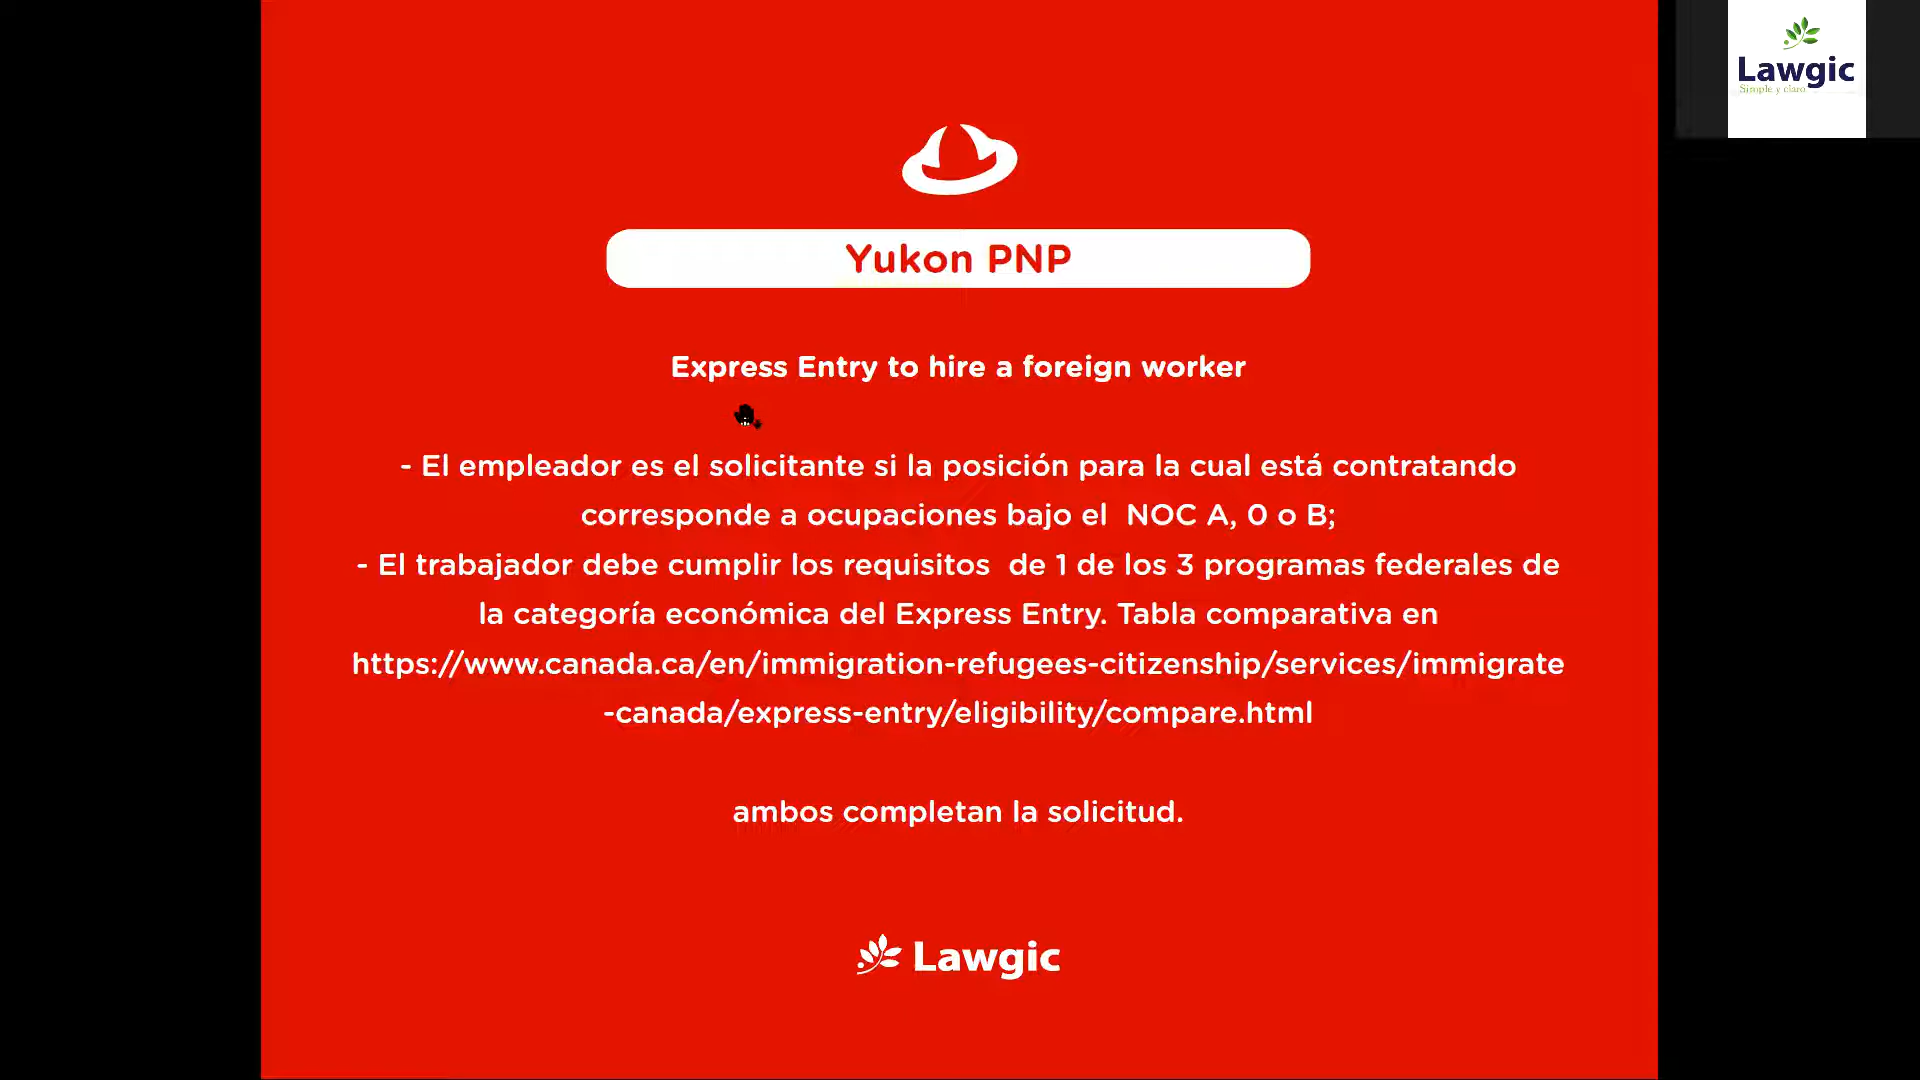 Lawgic
Simple y claro
Yukon PNP
Express Entry to hire a foreign worker
- El empleador es el solicitante si la posición para la cual está contratando
corresponde a ocupaciones bajo el NOC A, 0 o B;
- El trabajador debe cumplir los requisitos de 1 de los 3 programas federales de
la categoría económica del Express Entry. Tabla comparativa en
https://www.canada.ca/en/immigration-refugees-citizenship/services/immigrate
-canada/express-entry/eligibility/compare.html
ambos completan la solicitud.
Lawgic